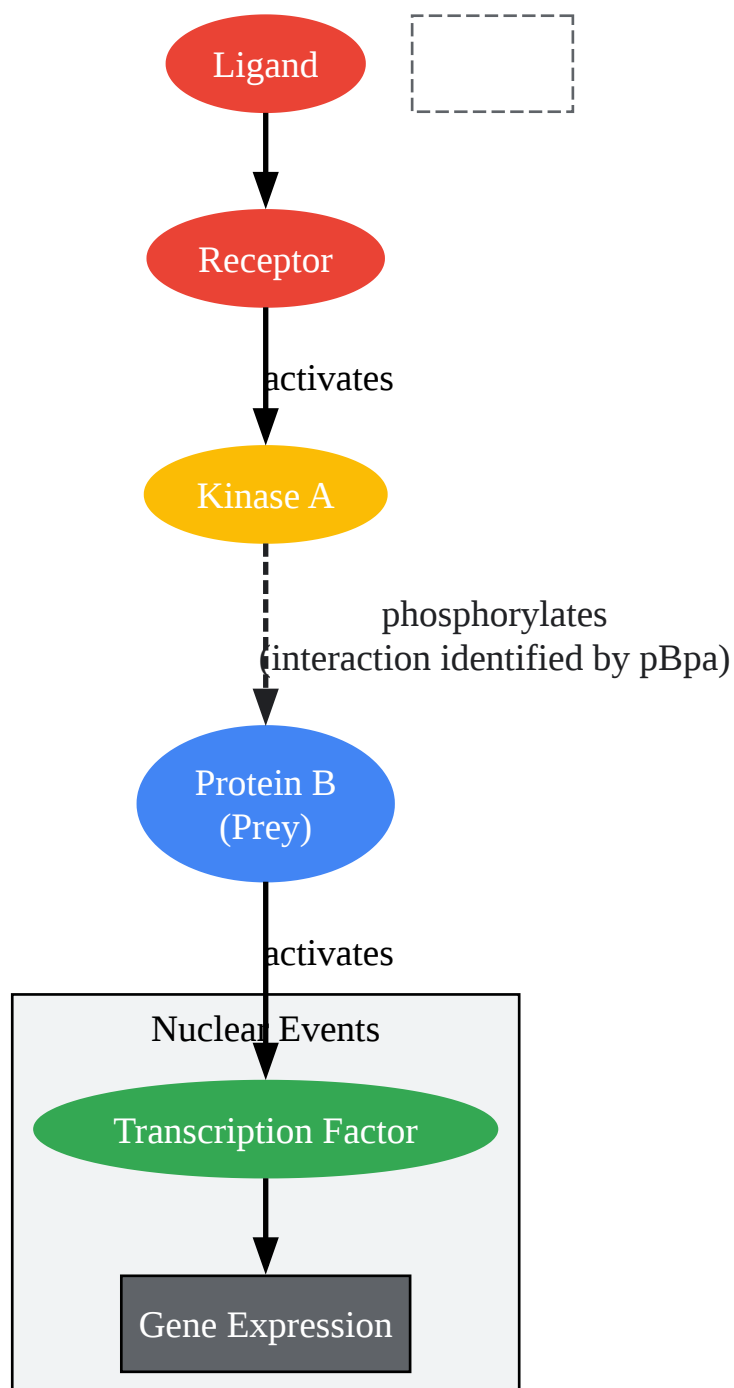 Ligand
Receptor
activates
Kinase A
phosphorylates
(interaction identified by pBpa)
Protein B
(Prey)
activates
Nuclear Events
Transcription Factor
Gene Expression